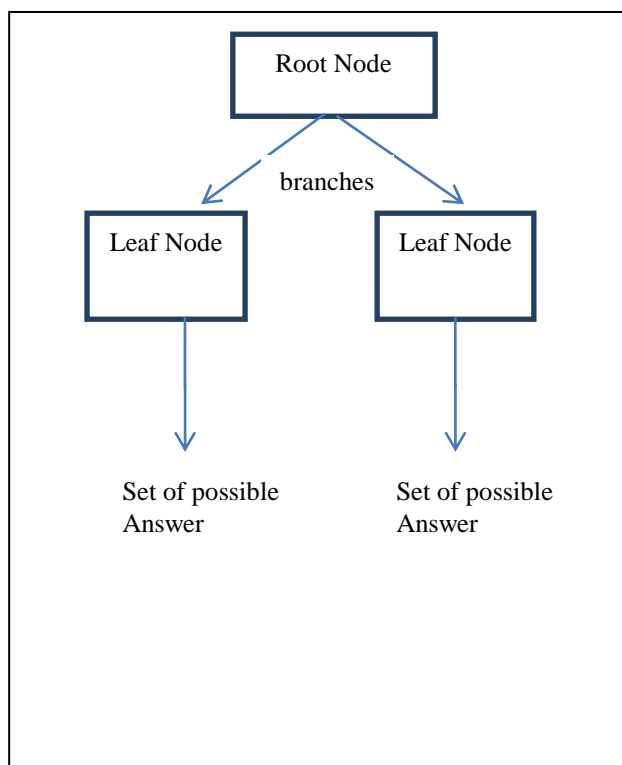 Root Node
branches
Leaf Node
Leaf Node
Set of possible
Answer
Set of possible
Answer